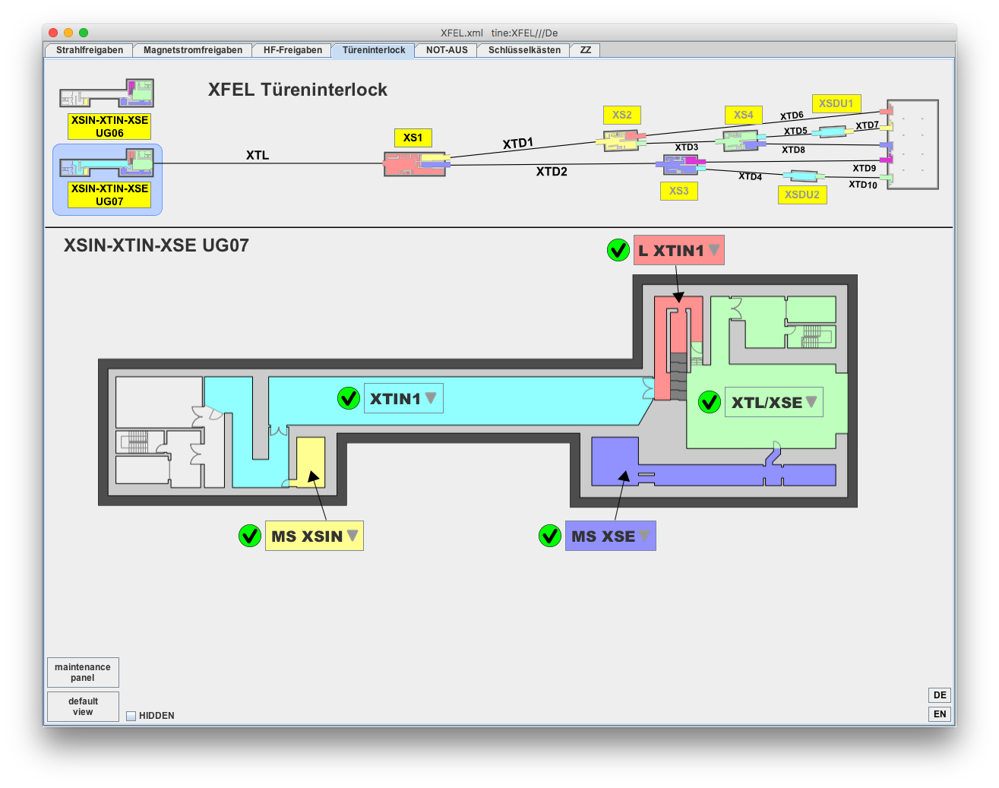 XFEL.xml tine:XFEL///De
Strahlfreigaben
Magnetstromfreigaben
HF-Freigaben
Türeninterlock
NOT-AUS
Schlüsselkästen
ZZ
XFEL Türeninterlock
XSIN-XTIN-XSE
UG06
XSIN-XTIN-XSE
UG07
XTL
XS1
XTD1
XTD2
XS2
XTD3
XS3
XS4
XTD6
XTD5
XSDU1
XTD7
XTD8
XTD9
XTD4
XSDU2
XTD10
XSIN-XTIN-XSE UG07
L XTIN1
XTIN1
XTL/XSE
MS XSIN
MS XSE
maintenance
panel
default
view
HIDDEN
DE
EN